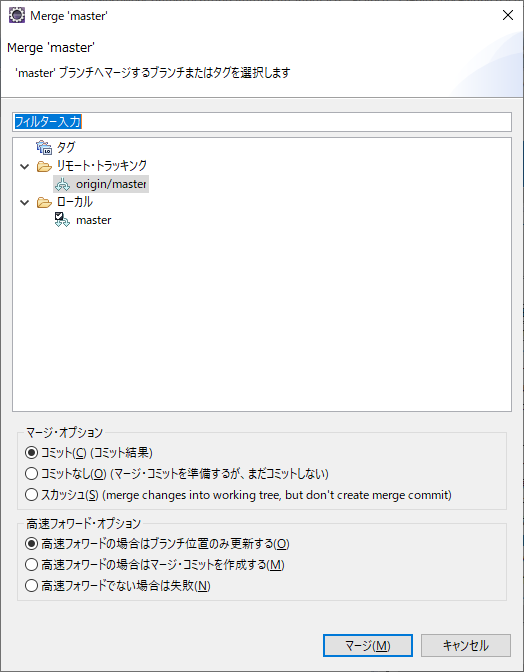 Merge 'master'
Merge 'master'
'master' ブランチへマージするブランチまたはタグを選択します
フィルター入力
タグ
リモート・トラッキング
origin/master
ローカル
master
マージ・オプション
コミット(C) (コミット結果)
コミットなし(O) (マージ・コミットを準備するが、まだコミットしない)
スカッシュ(S) (merge changes into working tree, but don't create merge commit)
高速フォワード・オプション
高速フォワードの場合はブランチ位置のみ更新する(O)
高速フォワードの場合はマージ・コミットを作成する(M)
高速フォワードでない場合は失敗(N)
マージ(M)
キャンセル